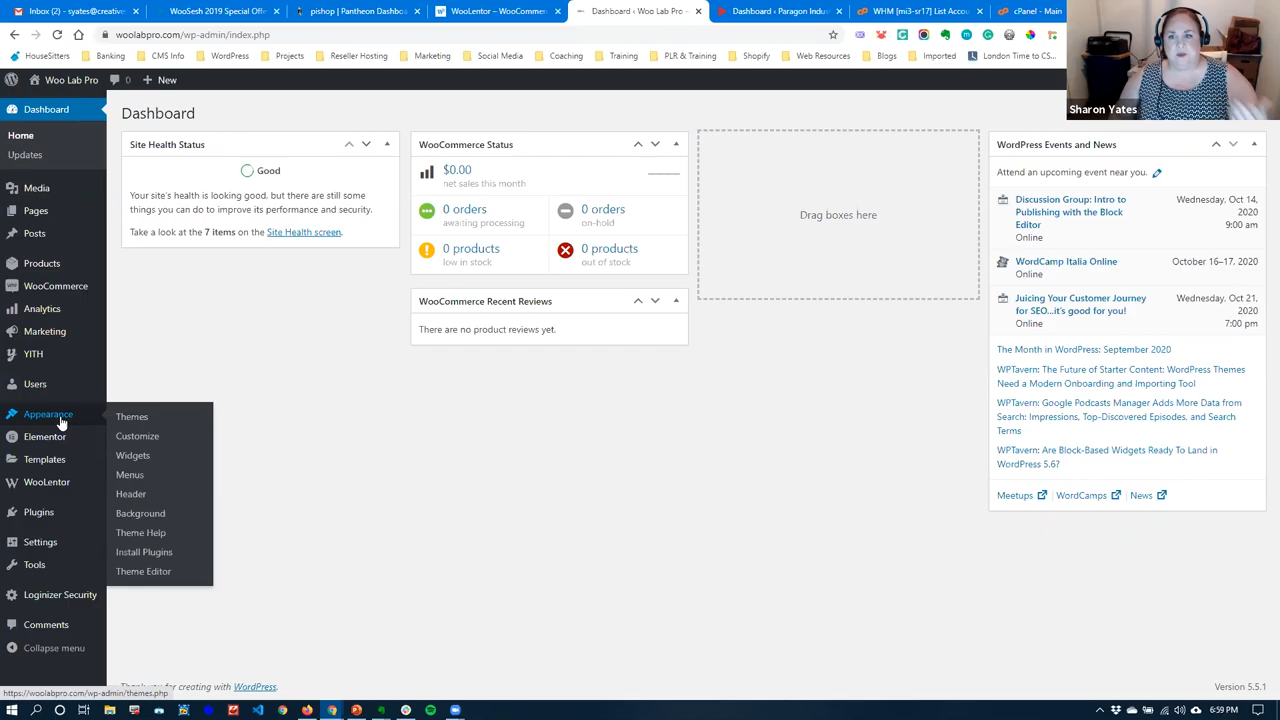 Inbox (2) - syates@creative
WooSesh 2019 Special Offer
pishop | Pantheon Dashboa
WooLentor – WooCommerc
Dashboard ‹ Woo Lab Pro —
Dashboard ‹ Paragon Indust
WHM [mi3-sr17] List Accou
cPanel - Main
woolabpro.com/wp-admin/index.php
HouseSitters
Banking
CMS Info
WordPress
Projects
Reseller Hosting
Marketing
Social Media
Coaching
Training
PLR & Training
Shopify
Web Resources
Blogs
Imported
London Time to CS...
Sharon Yates
Woo Lab Pro
0
New
Dashboard
Home
Updates
Media
Pages
Posts
Products
WooCommerce
Analytics
Marketing
YITH
Users
Appearance
Elementor
Templates
WooLentor
Plugins
Settings
Tools
Loginizer Security
Comments
Collapse menu
Themes
Customize
Widgets
Menus
Header
Background
Theme Help
Install Plugins
Theme Editor
Dashboard
Site Health Status
Good
Your site's health is looking good, but there are still some
things you can do to improve its performance and security.
Take a look at the 7 items on the Site Health screen.
WooCommerce Status
$0.00
net sales this month
0 orders
awaiting processing
0 orders
on-hold
0 products
low in stock
0 products
out of stock
WooCommerce Recent Reviews
There are no product reviews yet.
Drag boxes here
WordPress Events and News
Attend an upcoming event near you.
Discussion Group: Intro to
Publishing with the Block
Editor
Online
Wednesday, Oct 14,
2020
9:00 am
WordCamp Italia Online
Online
October 16–17, 2020
Juicing Your Customer Journey
for SEO...it's good for you!
Online
Wednesday, Oct 21,
2020
7:00 pm
The Month in WordPress: September 2020
WPTavern: The Future of Starter Content: WordPress Themes
Need a Modern Onboarding and Importing Tool
WPTavern: Google Podcasts Manager Adds More Data from
Search: Impressions, Top-Discovered Episodes, and Search
Terms
WPTavern: Are Block-Based Widgets Ready To Land in
WordPress 5.6?
Meetups
WordCamps
News
Thank you for creating with WordPress.
Version 5.5.1
https://woolabpro.com/wp-admin/themes.php
6:59 PM